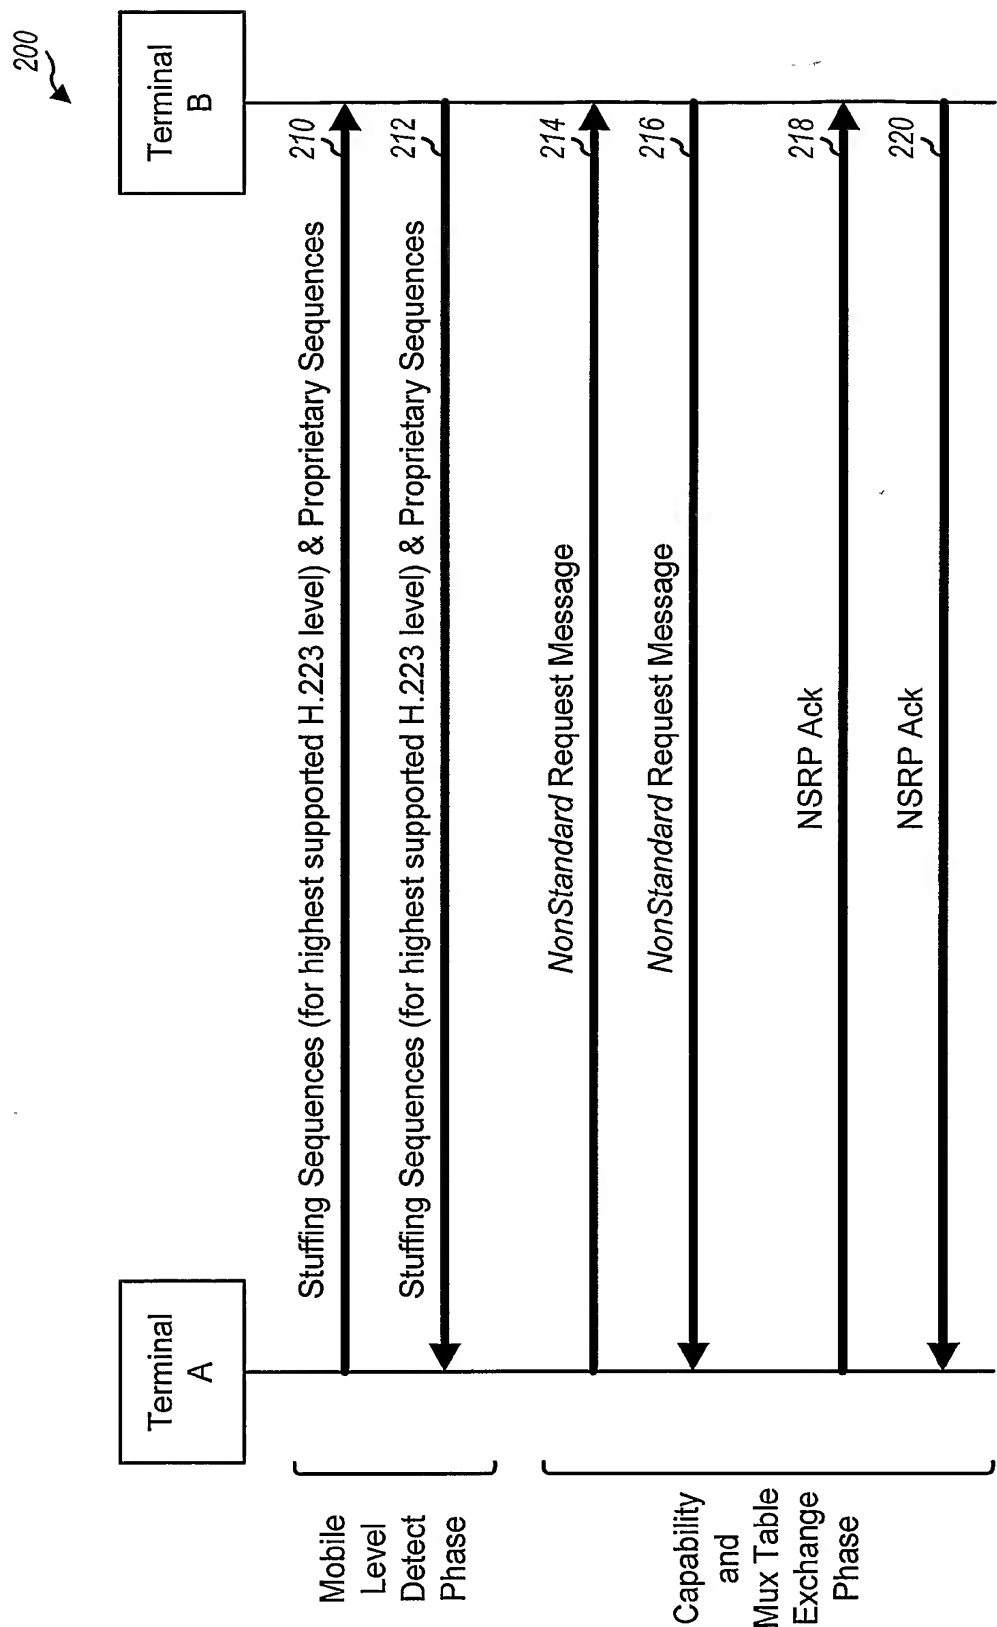 200
Terminal
A
Terminal
B
Mobile
Level
Detect
Phase
Stuffing Sequences (for highest supported H.223 level) & Proprietary Sequences
210
Stuffing Sequences (for highest supported H.223 level) & Proprietary Sequences
212
Capability
and
Mux Table
Exchange
Phase
NonStandard Request Message
214
NonStandard Request Message
216
NSRP Ack
218
NSRP Ack
220